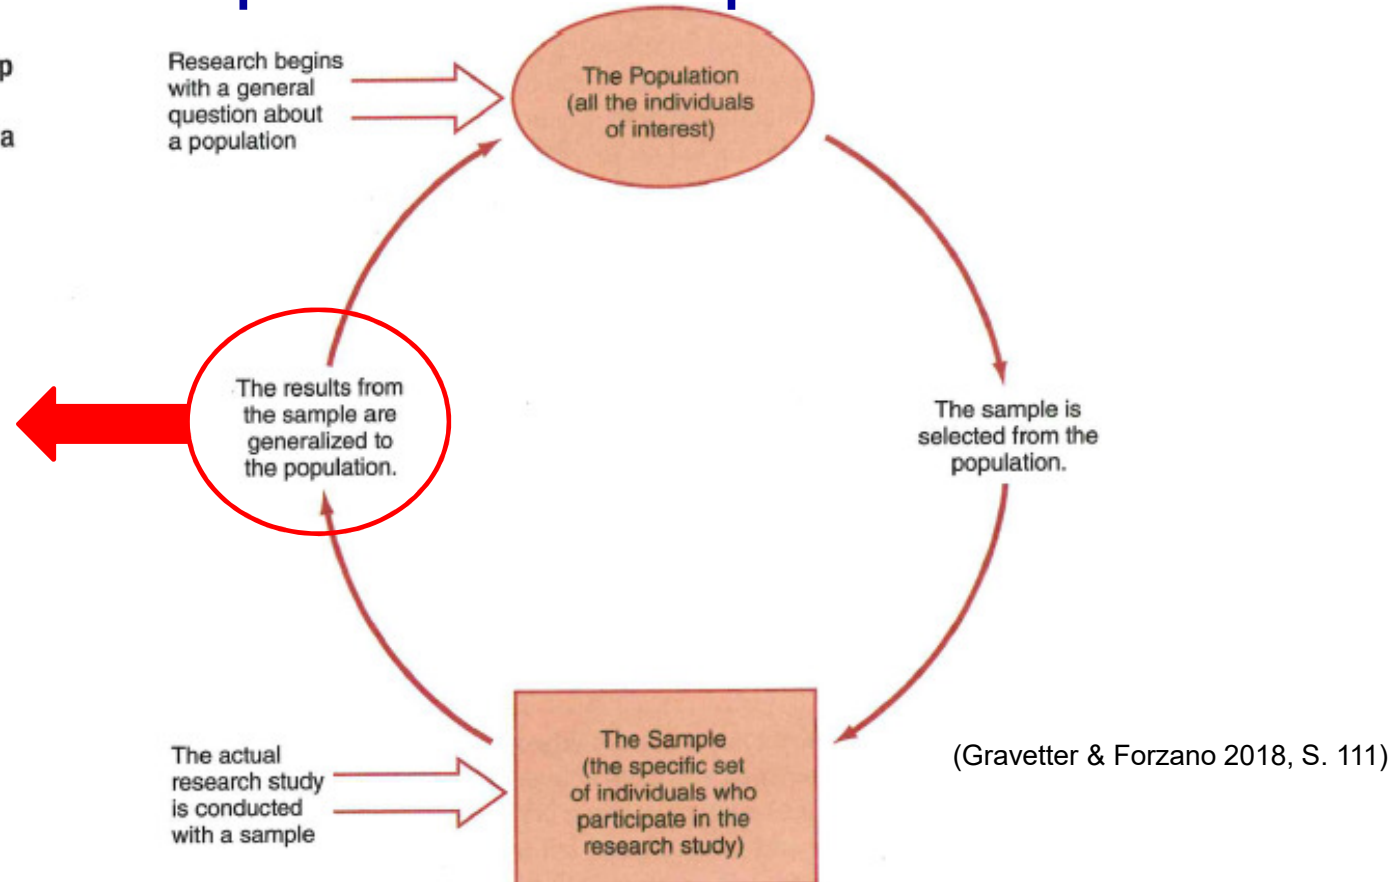 p
a
Research begins
with a general
question about
a population
The Population
(all the individuals
of interest)
The results from
the sample are
generalized to
the population.
The sample is
selected from the
population.
The actual
research study
is conducted
with a sample
The Sample
(the specific set
of individuals who
participate in the
research study)
(Gravetter & Forzano 2018, S. 111)